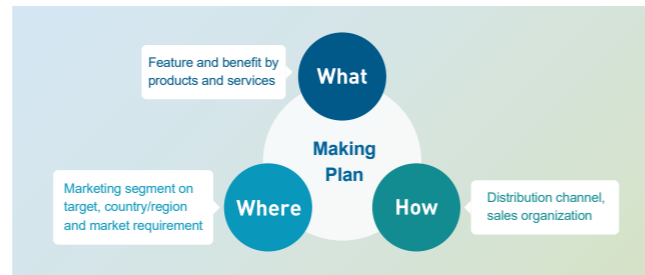 What
Feature and benefit by
products and services
Making
Plan
Where
Marketing segment on
target, country/region
and market requirement
How
Distribution channel,
sales organization